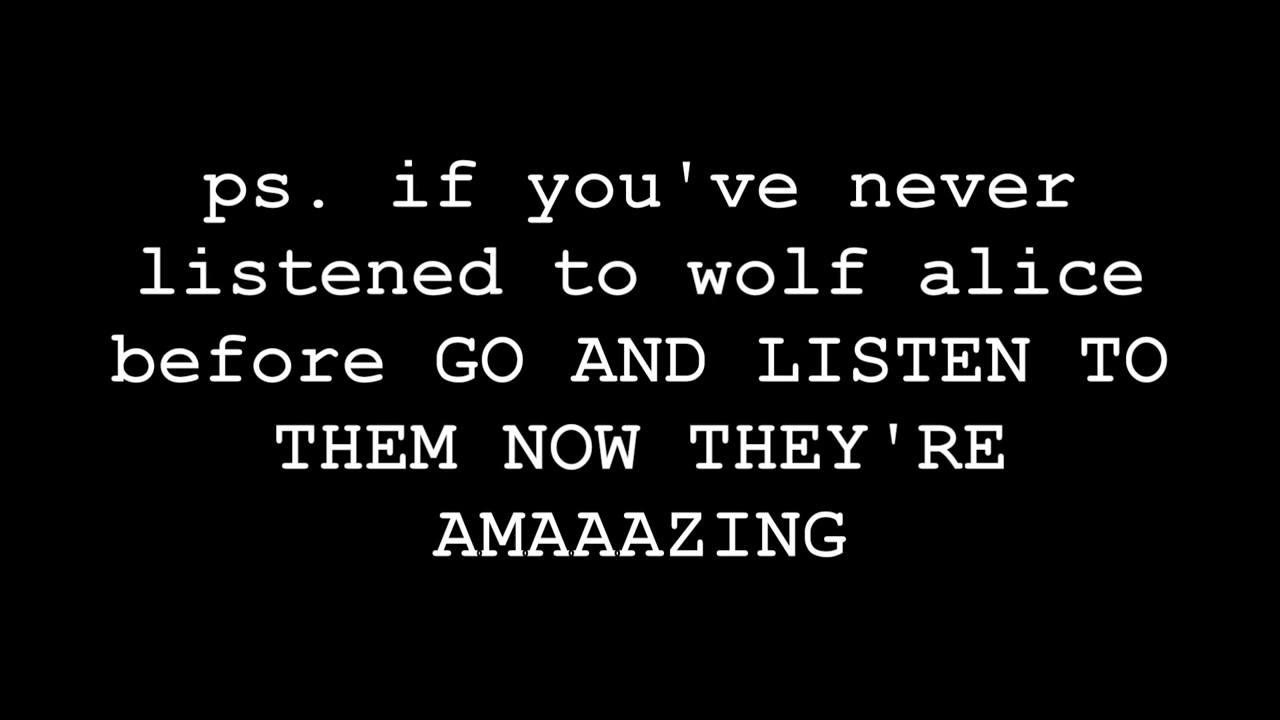 ps. if you've never
listened to wolf alice
before GO AND LISTEN TO
THEM NOW THEY'RE
AMAAAZING